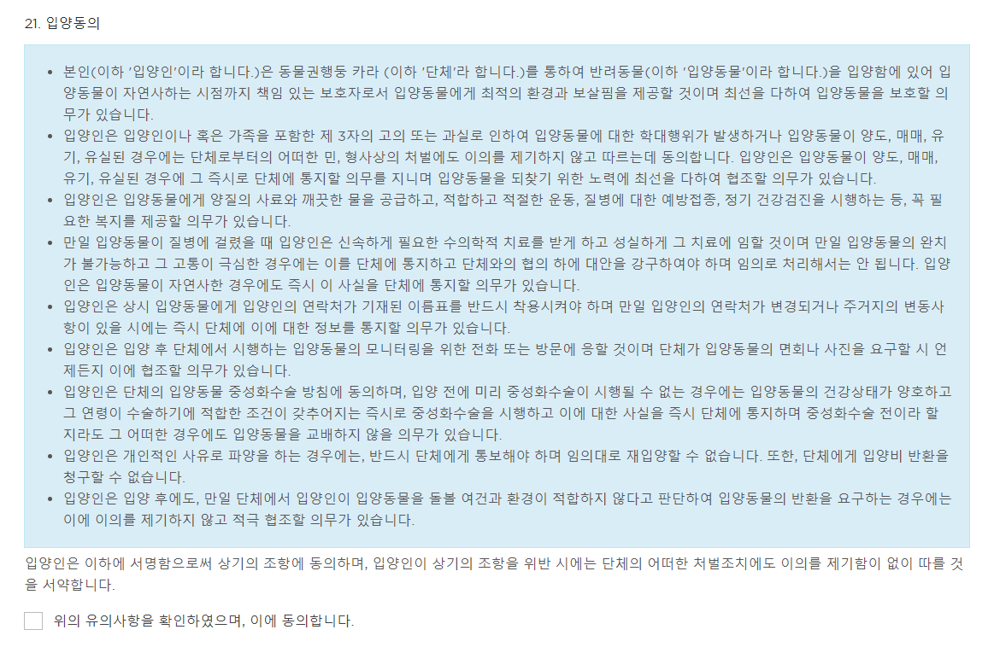 21. 입양동의
본인(이하 '입양인'이라 합니다.)은 동물권행동 카라 (이하 '단체'라 합니다.)를 통하여 반려동물(이하 '입양동물'이라 합니다.)을 입양함에 있어 입
양동물이 자연사하는 시점까지 책임 있는 보호자로서 입양동물에게 최적의 환경과 보살핌을 제공할 것이며 최선을 다하여 입양동물을 보호할 의
무가 있습니다.
입양인은 입양인이나 혹은 가족을 포함한 제 3자의 고의 또는 과실로 인하여 입양동물에 대한 학대행위가 발생하거나 입양동물이 양도, 매매, 유
기, 유실된 경우에는 단체로부터의 어떠한 민, 형사상의 처벌에도 이의를 제기하지 않고 따르는데 동의합니다. 입양인은 입양동물이 양도, 매매,
유기, 유실된 경우에 그 즉시로 단체에 통지할 의무를 지니며 입양동물을 되찾기 위한 노력에 최선을 다하여 협조할 의무가 있습니다.
입양인은 입양동물에게 양질의 사료와 깨끗한 물을 공급하고, 적합하고 적절한 운동, 질병에 대한 예방접종, 정기 건강검진을 시행하는 등, 꼭 필
요한 복지를 제공할 의무가 있습니다.
만일 입양동물이 질병에 걸렸을 때 입양인은 신속하게 필요한 수의학적 치료를 받게 하고 성실하게 그 치료에 임할 것이며 만일 입양동물의 완치
가 불가능하고 그 고통이 극심한 경우에는 이를 단체에 통지하고 단체와의 협의 하에 대안을 강구하여야 하며 임의로 처리해서는 안 됩니다. 입양
인은 입양동물이 자연사한 경우에도 즉시 이 사실을 단체에 통지할 의무가 있습니다.
입양인은 상시 입양동물에게 입양인의 연락처가 기재된 이름표를 반드시 착용시켜야 하며 만일 입양인의 연락처가 변경되거나 주거지의 변동사
항이 있을 시에는 즉시 단체에 이에 대한 정보를 통지할 의무가 있습니다.
입양인은 입양 후 단체에서 시행하는 입양동물의 모니터링을 위한 전화 또는 방문에 응할 것이며 단체가 입양동물의 면회나 사진을 요구할 시 언
제든지 이에 협조할 의무가 있습니다.
입양인은 단체의 입양동물 중성화수술 방침에 동의하며, 입양 전에 미리 중성화수술이 시행될 수 없는 경우에는 입양동물의 건강상태가 양호하고
그 연령이 수술하기에 적합한 조건이 갖추어지는 즉시로 중성화수술을 시행하고 이에 대한 사실을 즉시 단체에 통지하며 중성화수술 전이라 할
지라도 그 어떠한 경우에도 입양동물을 교배하지 않을 의무가 있습니다.
입양인은 개인적인 사유로 파양을 하는 경우에는, 반드시 단체에게 통보해야 하며 임의대로 재입양할 수 없습니다. 또한, 단체에게 입양비 반환을
청구할 수 없습니다.
입양인은 입양 후에도, 만일 단체에서 입양인이 입양동물을 돌볼 여건과 환경이 적합하지 않다고 판단하여 입양동물의 반환을 요구하는 경우에는
이에 이의를 제기하지 않고 적극 협조할 의무가 있습니다.
입양인은 이하에 서명함으로써 상기의 조항에 동의하며, 입양인이 상기의 조항을 위반 시에는 단체의 어떠한 처벌조치에도 이의를 제기함이 없이 따를 것
을 서약합니다.
위의 유의사항을 확인하였으며, 이에 동의합니다.